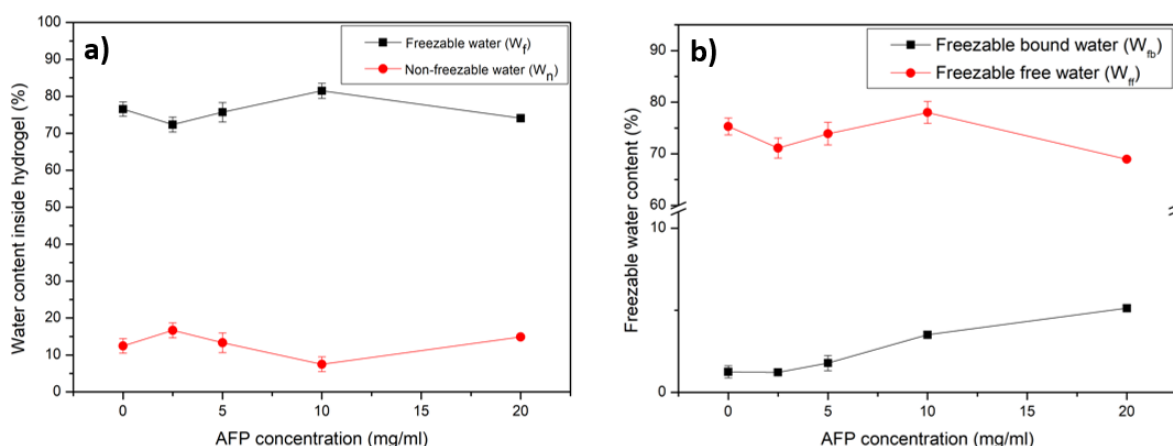 a)
Freezable water (Wf)
Non-freezable water (Wn)
Water content inside hydrogel (%)
100
90
80
70
60
50
40
30
20
10
0
0 5 10 15 20
AFP concentration (mg/ml)
b)
Freezable bound water (Wfb)
Freezable free water (Wff)
Freezable water content (%)
90
80
70
60
10
0
0 5 10 15 20
AFP concentration (mg/ml)